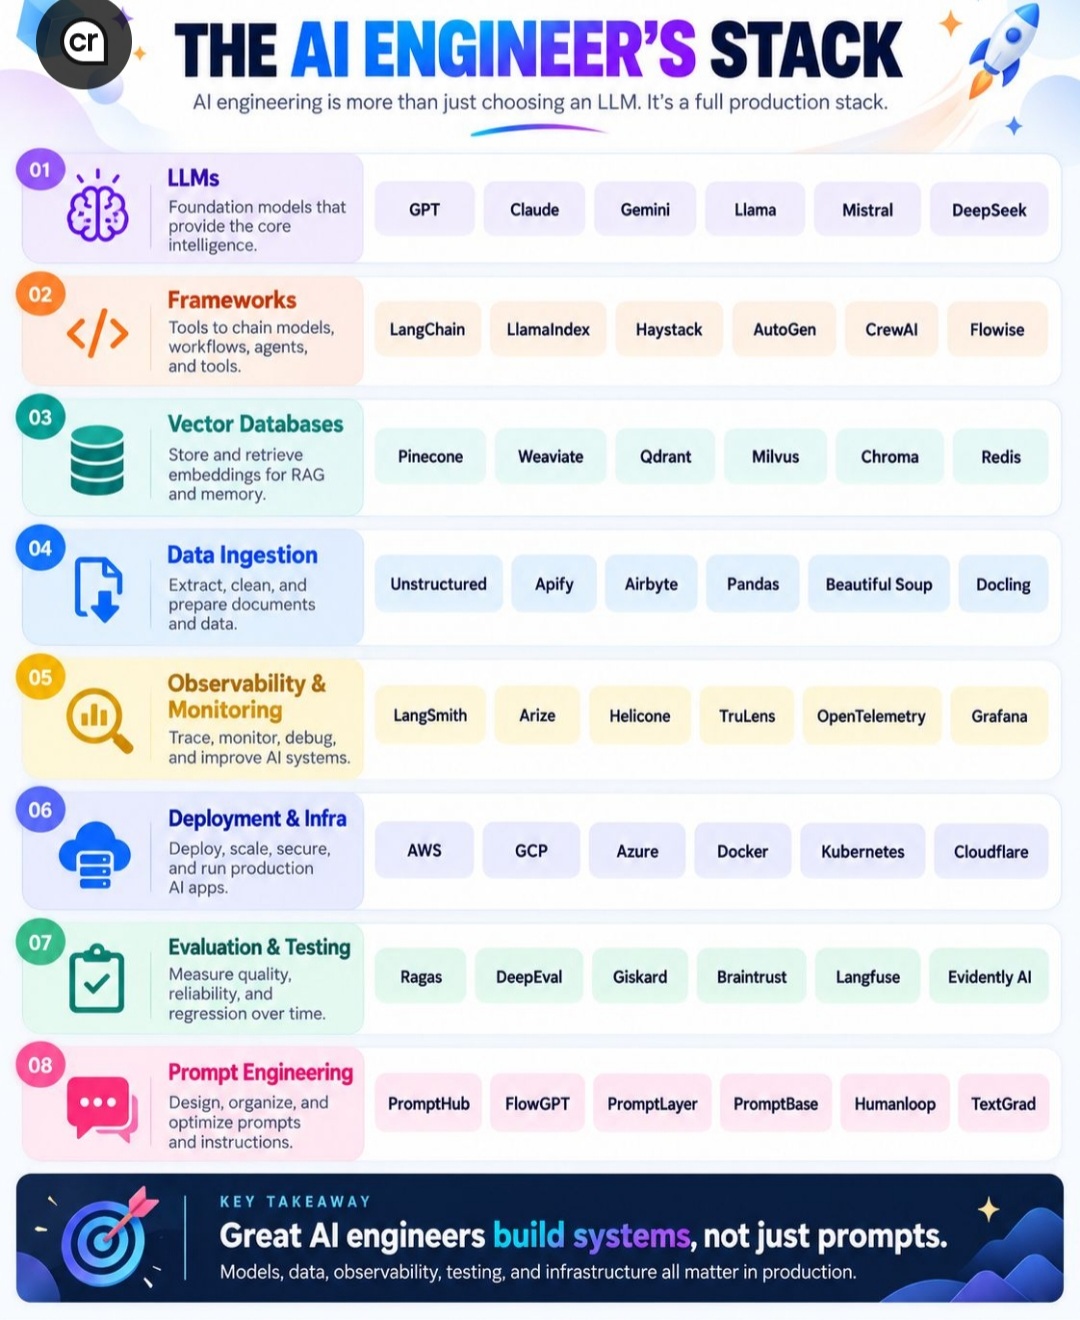 cr
THE AI ENGINEER'S STACK
AI engineering is more than just choosing an LLM. It's a full production stack.
01
LLMs
Foundation models that
provide the core
intelligence.
GPT
Claude
Gemini
Llama
Mistral
DeepSeek
02
Frameworks
Tools to chain models,
workflows, agents,
and tools.
LangChain
LlamaIndex
Haystack
AutoGen
CrewAI
Flowise
03
Vector Databases
Store and retrieve
embeddings for RAG
and memory.
Pinecone
Weaviate
Qdrant
Milvus
Chroma
Redis
04
Data Ingestion
Extract, clean, and
prepare documents
and data.
Unstructured
Apify
Airbyte
Pandas
Beautiful Soup
Docling
05
Observability &
Monitoring
Trace, monitor, debug,
and improve AI systems.
LangSmith
Arize
Helicone
TruLens
OpenTelemetry
Grafana
06
Deployment & Infra
Deploy, scale, secure,
and run production
AI apps.
AWS
GCP
Azure
Docker
Kubernetes
Cloudflare
07
Evaluation & Testing
Measure quality,
reliability, and
regression over time.
Ragas
DeepEval
Giskard
Braintrust
Langfuse
Evidently AI
08
Prompt Engineering
Design, organize, and
optimize prompts
and instructions.
PromptHub
FlowGPT
PromptLayer
PromptBase
Humanloop
TextGrad
KEY TAKEAWAY
Great AI engineers build systems, not just prompts.
Models, data, observability, testing, and infrastructure all matter in production.